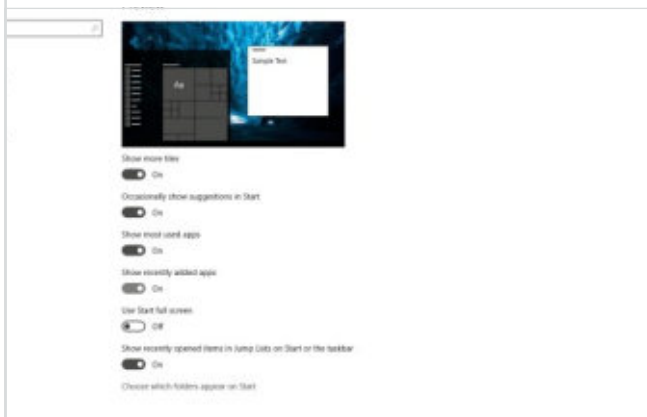 Sample Text
Aa
Show more tiles
On
Occasionally show suggestions in Start
On
Show most used apps
On
Show recently added apps
On
Use Start full screen
Off
Show recently opened items in Jump Lists on Start or the taskbar
On
Choose which folders appear on Start